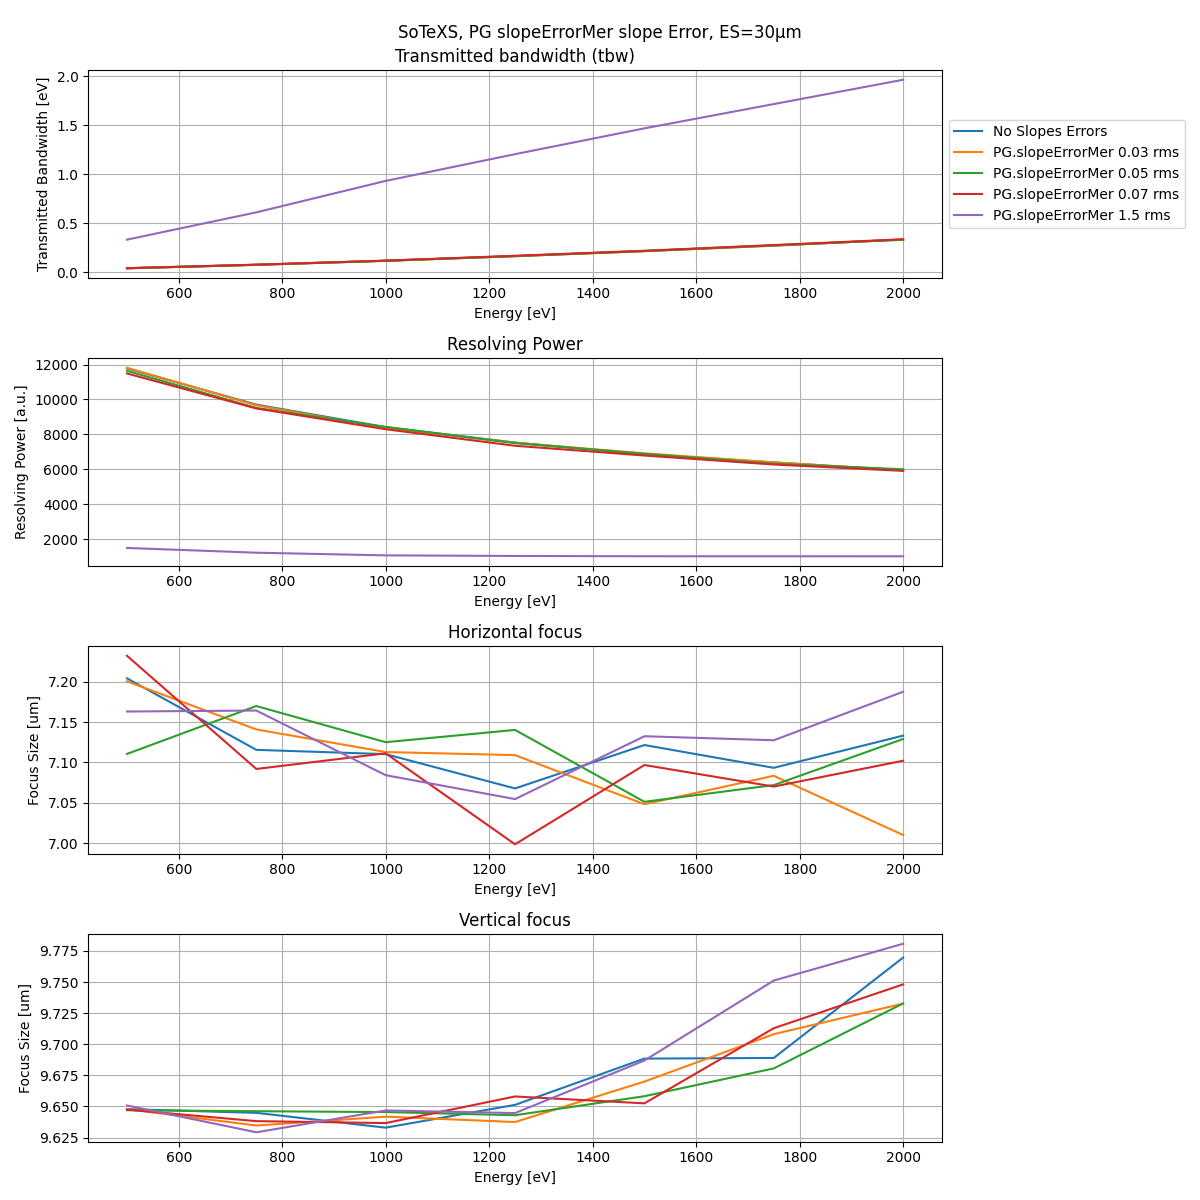 SoTeXS, PG slopeErrorMer slope Error, ES=30µm
Transmitted bandwidth (tbw)
2.0
1.5
1.0
0.5
0.0
Transmitted Bandwidth [eV]
600 800 1000 1200 1400 1600 1800 2000
Energy [eV]
No Slopes Errors
PG.slopeErrorMer 0.03 rms
PG.slopeErrorMer 0.05 rms
PG.slopeErrorMer 0.07 rms
PG.slopeErrorMer 1.5 rms
Resolving Power
12000
10000
8000
6000
4000
2000
Resolving Power [a.u.]
600 800 1000 1200 1400 1600 1800 2000
Energy [eV]
Horizontal focus
7.20
7.15
7.10
7.05
7.00
Focus Size [um]
600 800 1000 1200 1400 1600 1800 2000
Energy [eV]
Vertical focus
9.775
9.750
9.725
9.700
9.675
9.650
9.625
Focus Size [um]
600 800 1000 1200 1400 1600 1800 2000
Energy [eV]